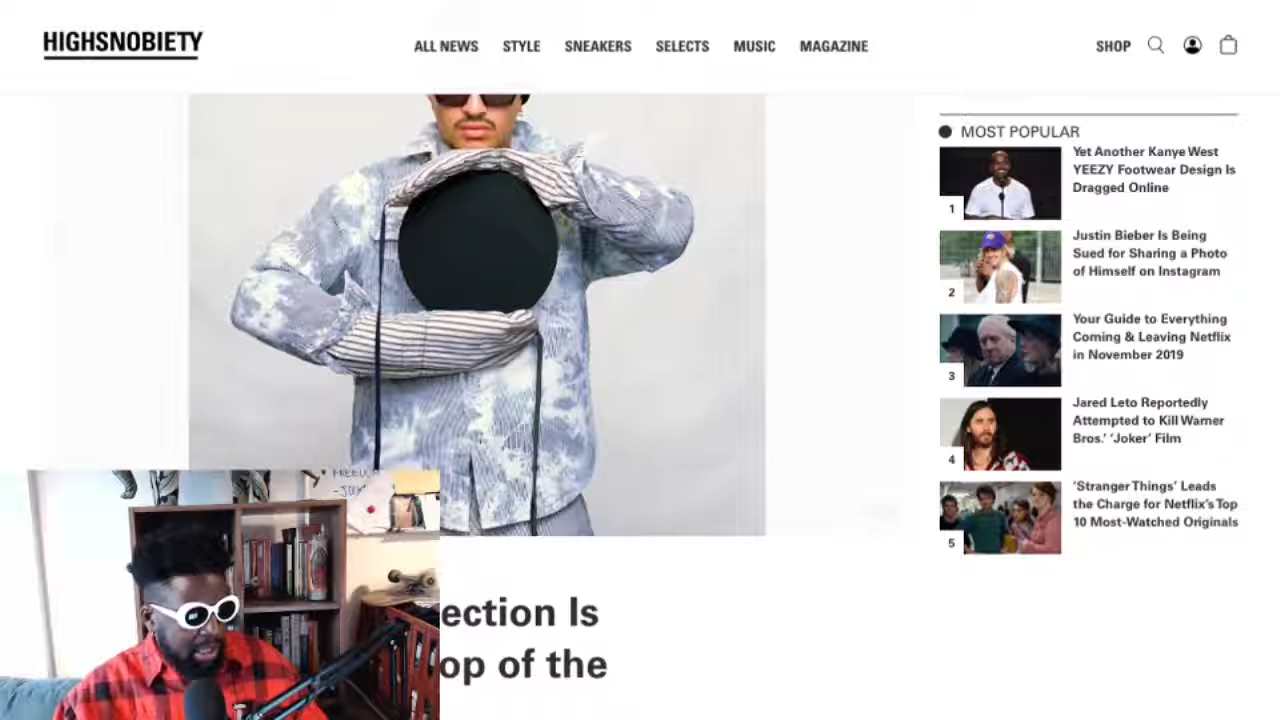 HIGHSNOBIETY
ALL NEWS STYLE SNEAKERS SELECTS MUSIC MAGAZINE
SHOP
MOST POPULAR
1
Yet Another Kanye West
YEEZY Footwear Design Is
Dragged Online
2
Justin Bieber Is Being
Sued for Sharing a Photo
of Himself on Instagram
3
Your Guide to Everything
Coming & Leaving Netflix
in November 2019
4
Jared Leto Reportedly
Attempted to Kill Warner
Bros.' 'Joker' Film
5
'Stranger Things' Leads
the Charge for Netflix's Top
10 Most-Watched Originals
ection Is
op of the